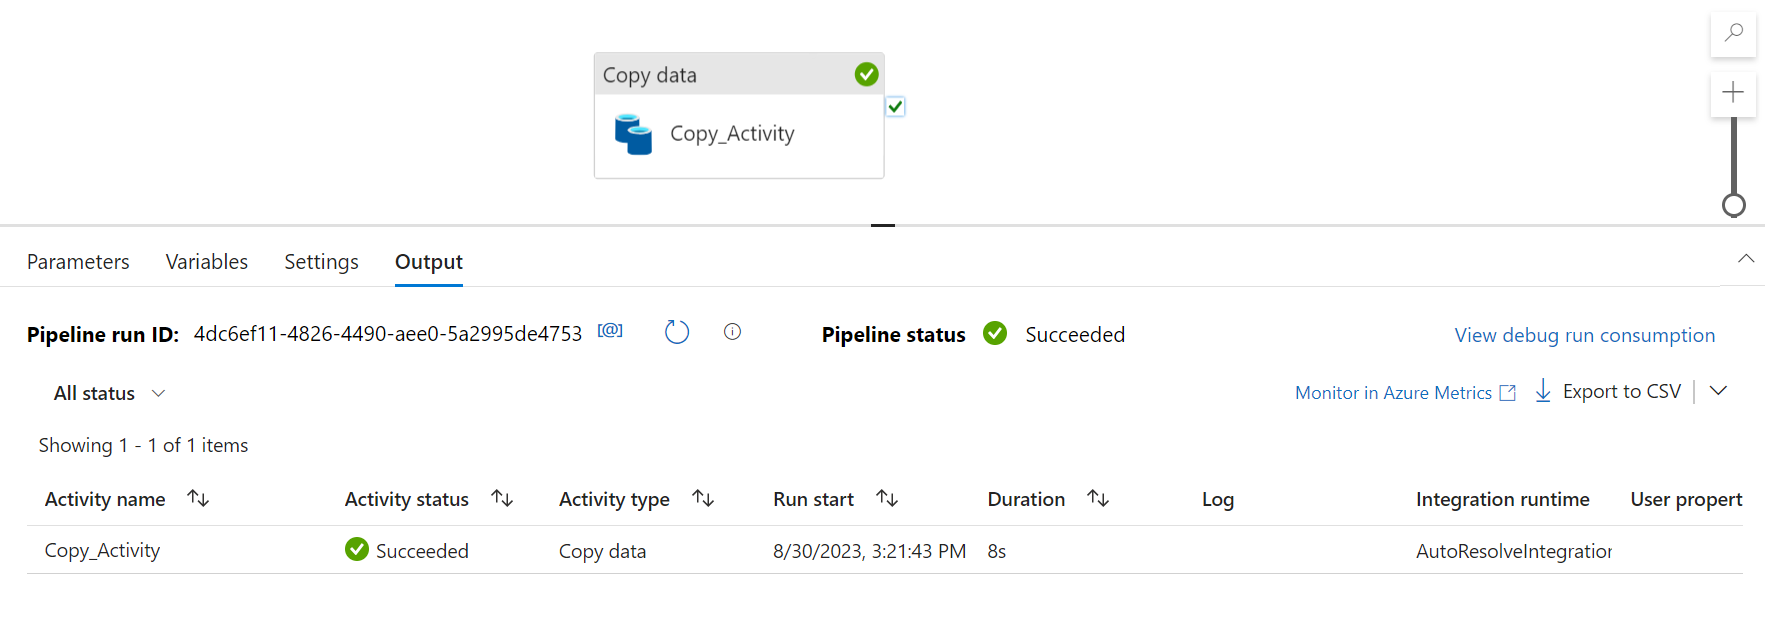 Copy data
Copy_Activity
Parameters Variables Settings Output
Pipeline run ID: 4dc6ef11-4826-4490-aee0-5a2995de4753 [@] Pipeline status Succeeded View debug run consumption
All status Monitor in Azure Metrics Export to CSV
Showing 1 - 1 of 1 items
Activity name Activity status Activity type Run start Duration Log Integration runtime User propert
Copy_Activity Succeeded Copy data 8/30/2023, 3:21:43 PM 8s AutoResolveIntegration